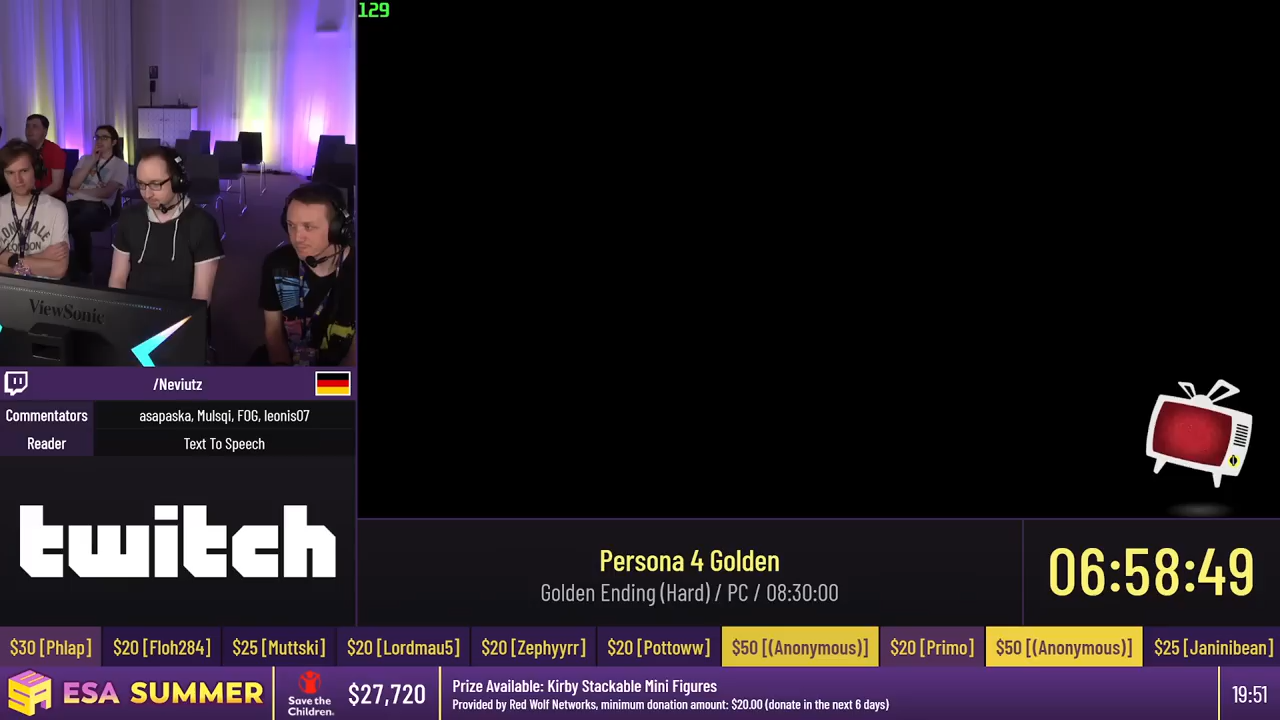 129
LONSDALE
LONDON
ViewSonic
/Neviutz
Commentators
asapaska, Mulsqi, FOG, leonis07
Reader
Text To Speech
twitch
Persona 4 Golden
Golden Ending (Hard) / PC / 08:30:00
06:58:49
$30 [Phlap]
$20 [Floh284]
$25 [Muttski]
$20 [Lordmau5]
$20 [Zephyyrr]
$20 [Pottoww]
$50 [(Anonymous)]
$20 [Primo]
$50 [(Anonymous)]
$25 [Janinibean]
ESA SUMMER
Save the
Children.
$27,720
Prize Available: Kirby Stackable Mini Figures
Provided by Red Wolf Networks, minimum donation amount: $20.00 (donate in the next 6 days)
19:51